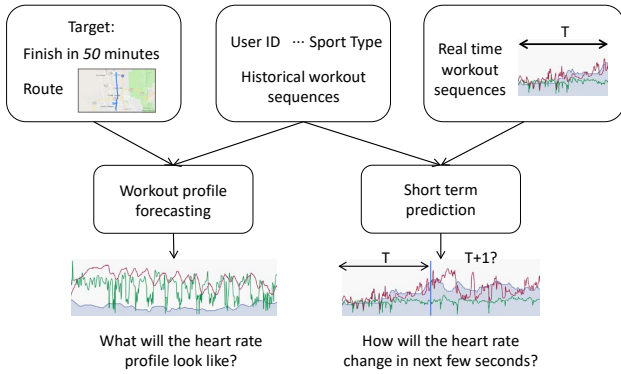 Target:
Finish in 50 minutes
Route
User ID ··· Sport Type
Historical workout
sequences
Real time
workout
sequences
T
Workout profile
forecasting
Short term
prediction
T
T+1?
What will the heart rate
profile look like?
How will the heart rate
change in next few seconds?